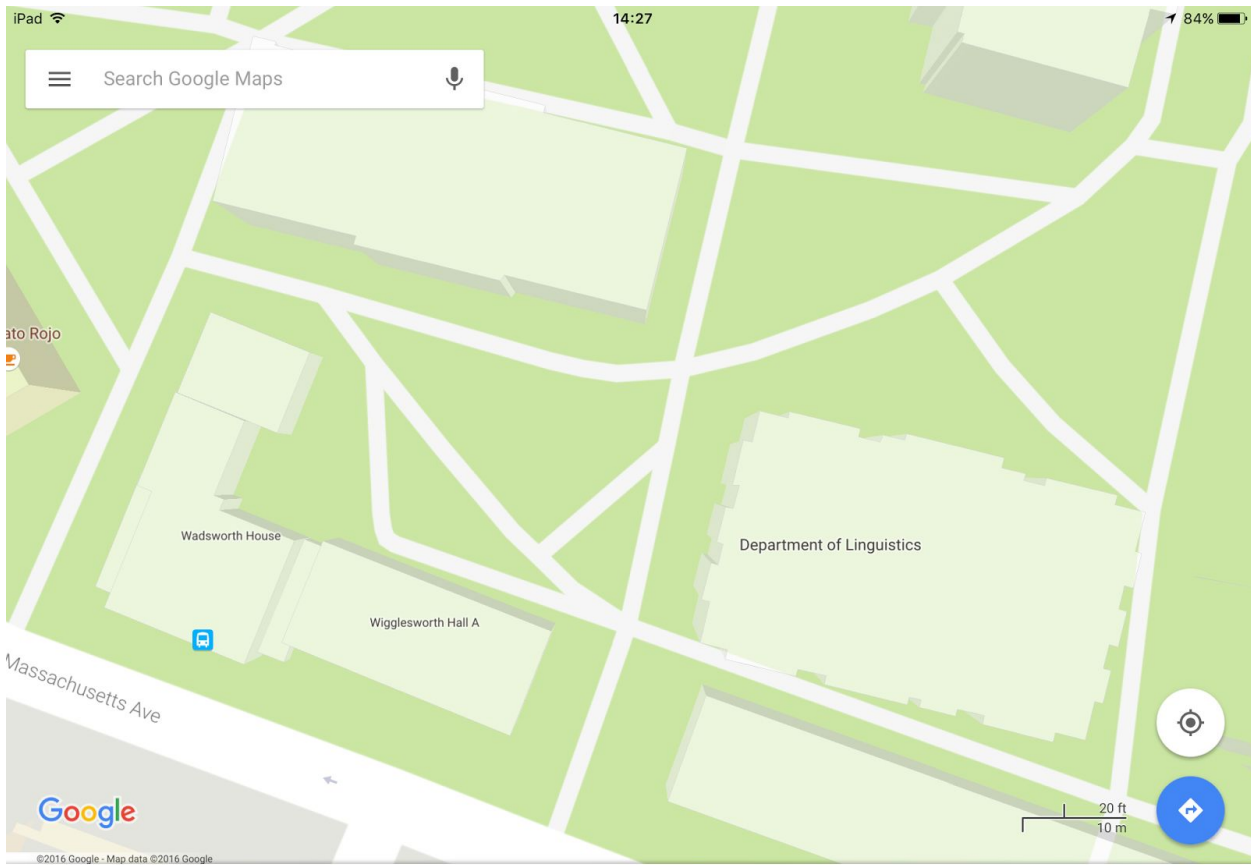 iPad 14:27 84%
Search Google Maps
ato Rojo
Wadsworth House
Department of Linguistics
Wigglesworth Hall A
Massachusetts Ave
Google
20 ft
10 m
©2016 Google - Map data ©2016 Google